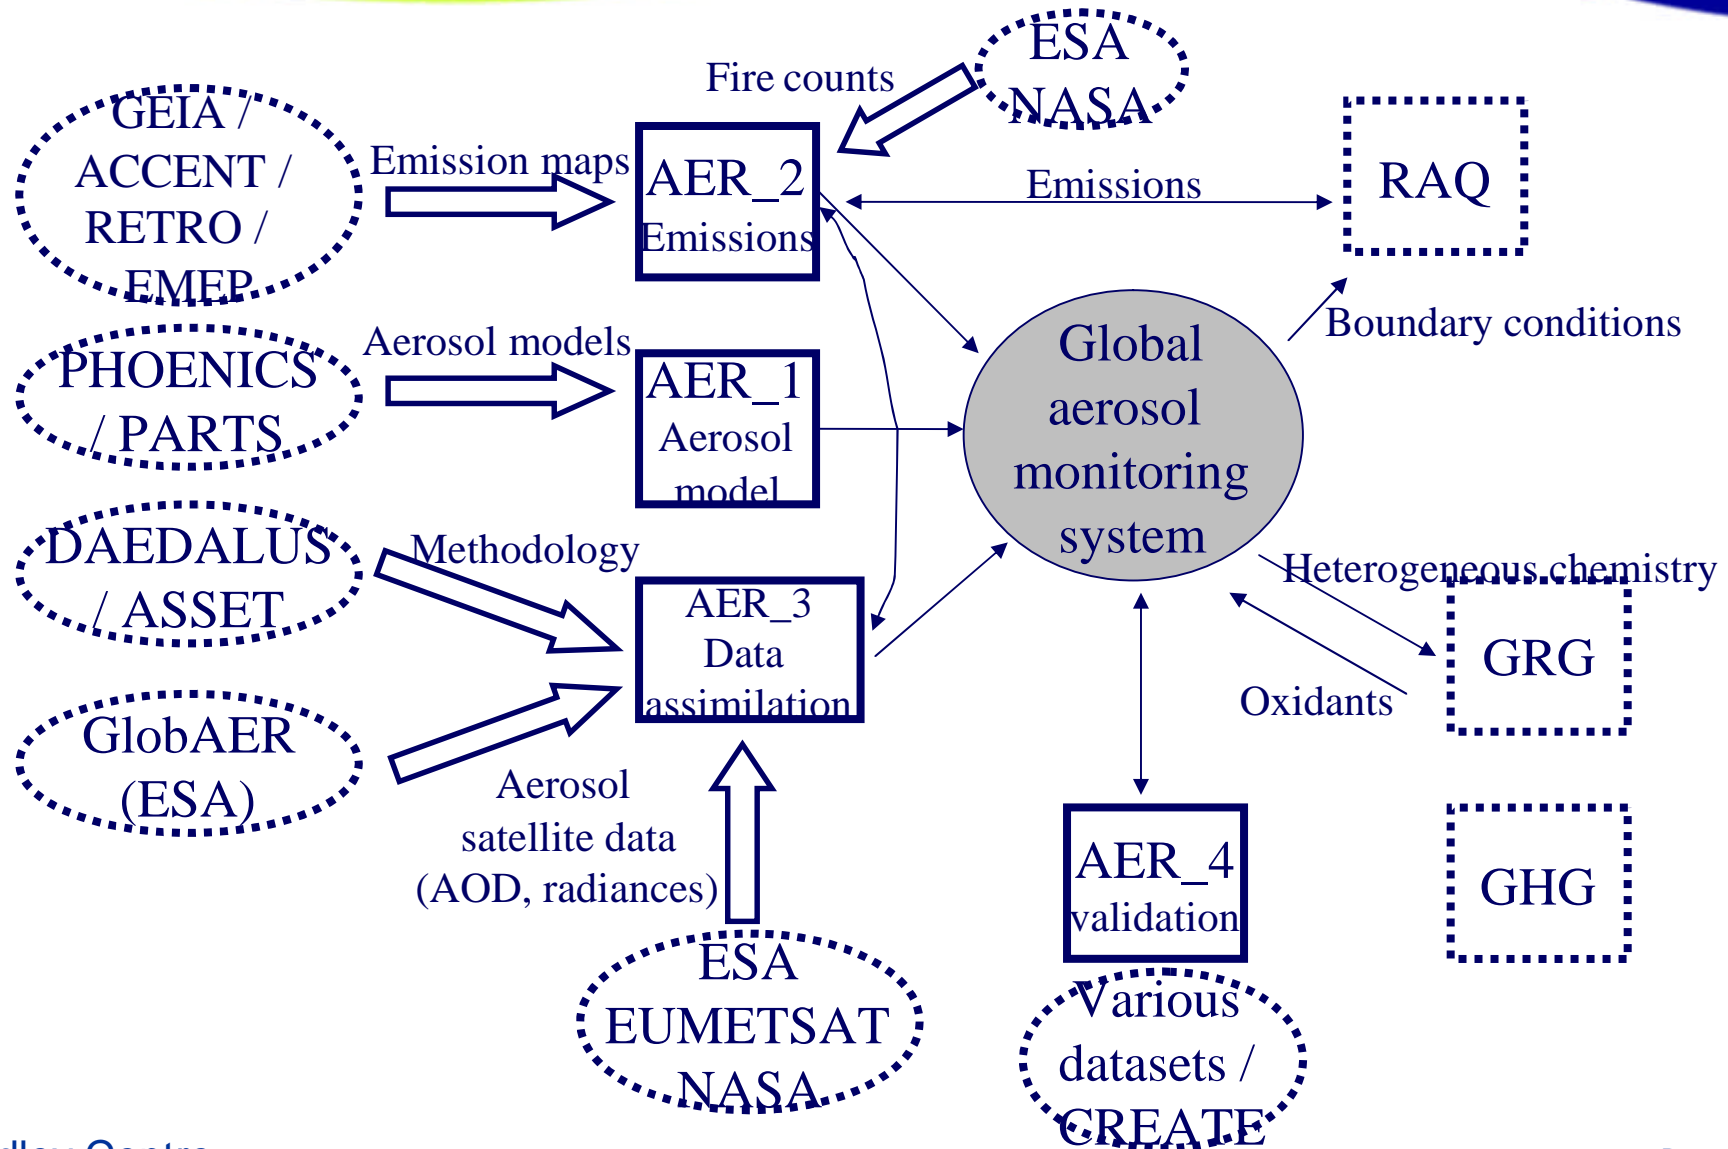 ESA
NASA
Fire counts
GEIA /
ACCENT /
RETRO /
EMEP
Emission maps
AER_2
Emissions
Emissions
RAQ
Boundary conditions
PHOENICS
/ PARTS
Aerosol models
AER_1
Aerosol
model
Global
aerosol
monitoring
system
DAEDALUS
/ ASSET
Methodology
AER_3
Data
assimilation
Heterogeneous chemistry
GRG
Oxidants
GlobAER
(ESA)
Aerosol
satellite data
(AOD, radiances)
AER_4
validation
GHG
ESA
EUMETSAT
NASA
Various
datasets /
CREATE
Centre